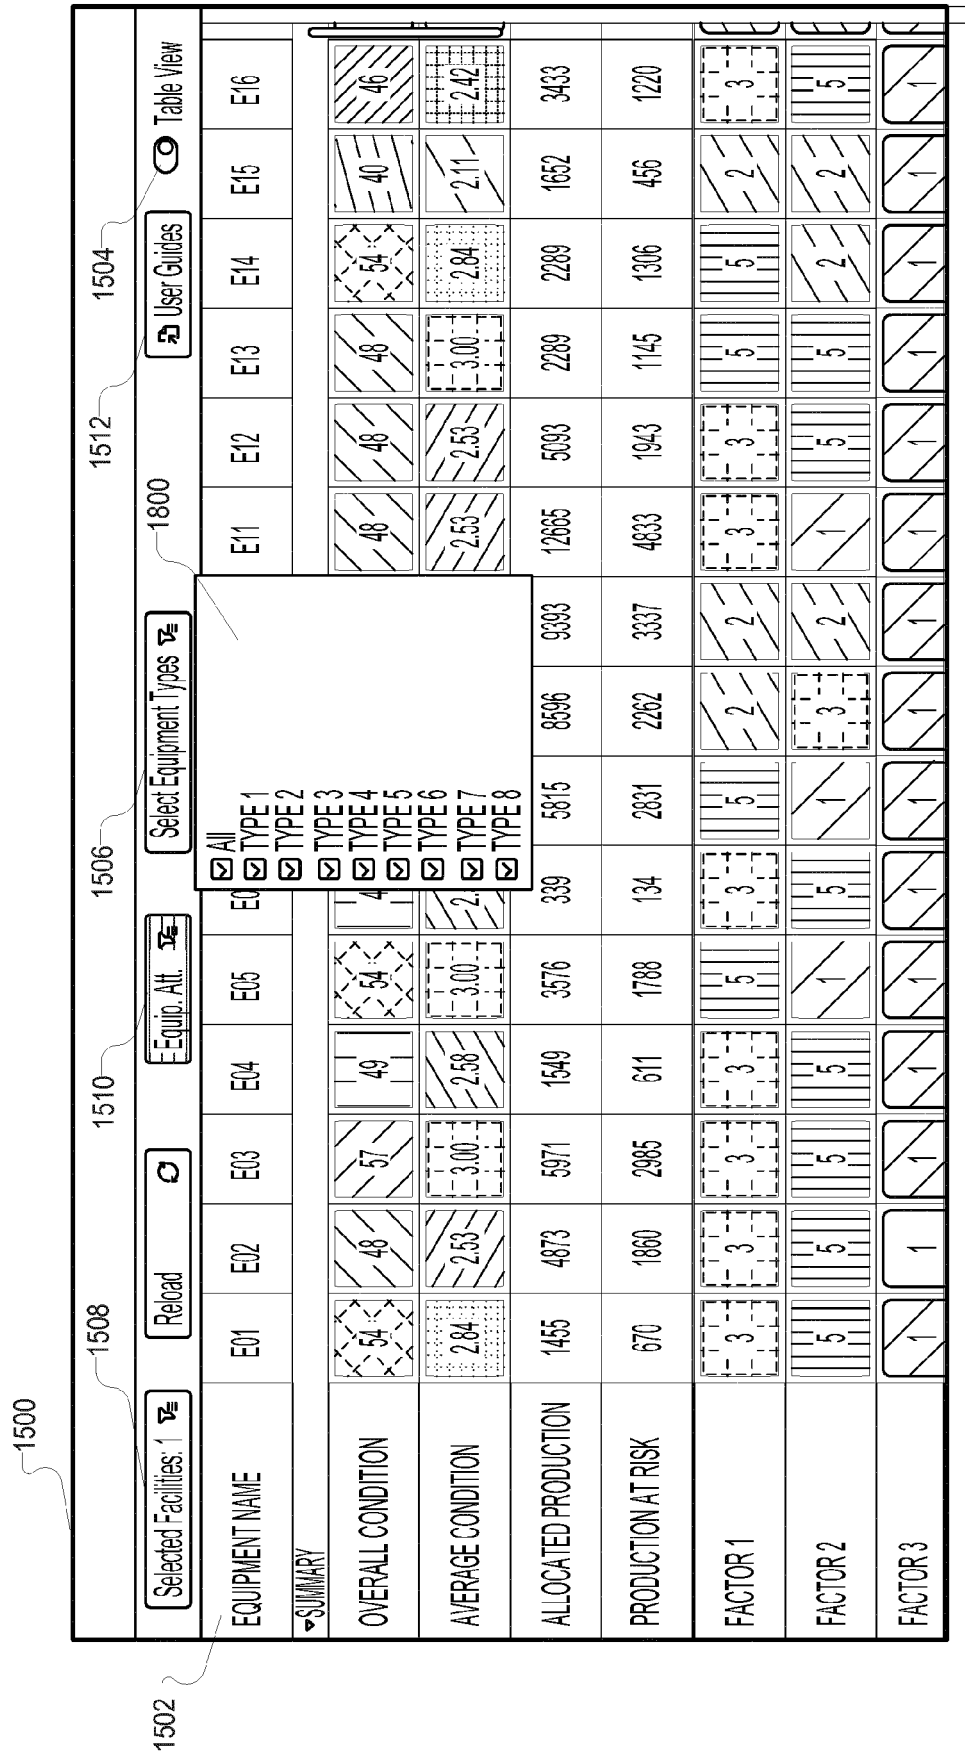 1500
1508
1510
1506
1512
1504
Selected Facilities: 1
Reload
Equip. Att.
Select Equipment Types
User Guides
Table View
1502
1800
EQUIPMENT NAME E01 E02 E03 E04 E05 E0 E11 E12 E13 E14 E15 E16
All
TYPE 1
TYPE 2
TYPE 3
TYPE 4
TYPE 5
TYPE 6
TYPE 7
TYPE 8
SUMMARY
OVERALL CONDITION 54 48 57 49 54 4 48 48 48 54 40 46
AVERAGE CONDITION 2.84 2.53 3.00 2.58 3.00 2. 2.53 2.53 3.00 2.84 2.11 2.42
ALLOCATED PRODUCTION 1455 4873 5971 1549 3576 339 5815 8596 9393 12665 5093 2289 2289 1652 3433
PRODUCTION AT RISK 670 1860 2985 611 1788 134 2831 2262 3337 4833 1943 1145 1306 456 1220
FACTOR 1 3 3 3 3 5 3 5 2 2 3 3 5 5 2 3
FACTOR 2 5 5 5 5 1 5 1 3 2 1 5 5 2 2 5
FACTOR 3 1 1 1 1 1 1 1 1 1 1 1 1 1 1 1